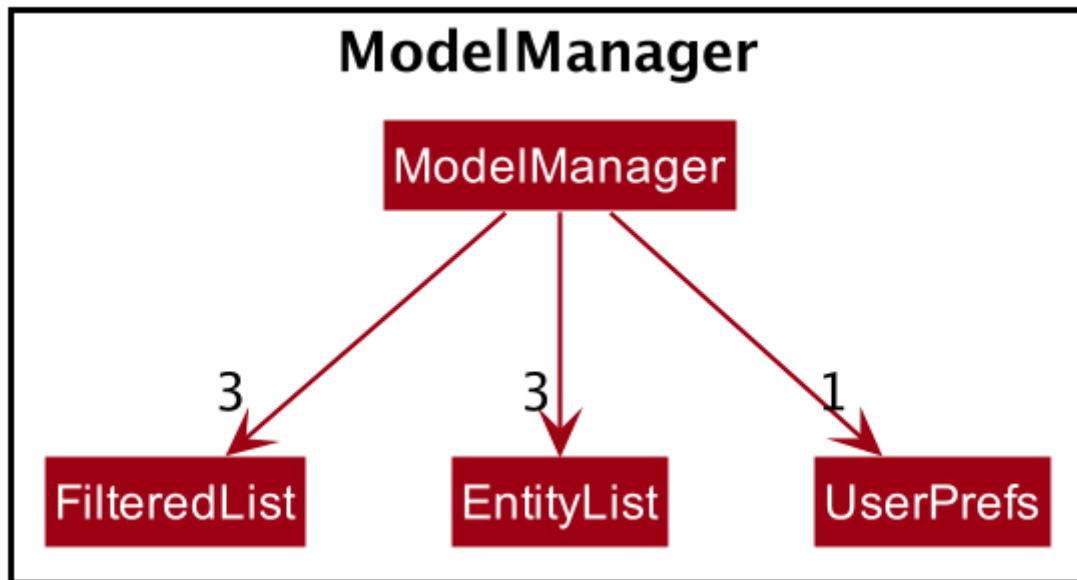 ModelManager
ModelManager
3
3
1
FilteredList
EntityList
UserPrefs